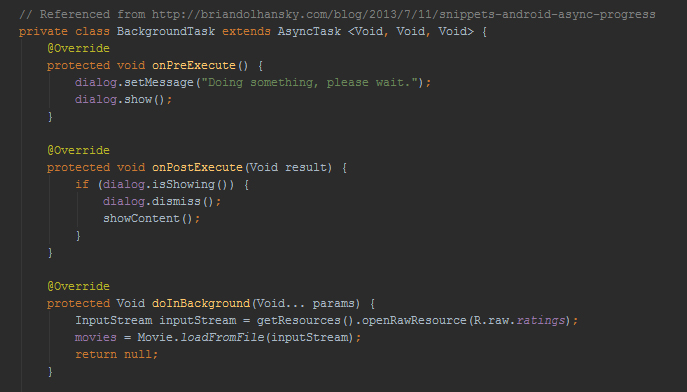 // Referenced from http://briandolhansky.com/blog/2013/7/11/snippets-android-async-progress
private class BackgroundTask extends AsyncTask <Void, Void, Void> {
    @Override
    protected void onPreExecute() {
        dialog.setMessage("Doing something, please wait.");
        dialog.show();
    }

    @Override
    protected void onPostExecute(Void result) {
        if (dialog.isShowing()) {
            dialog.dismiss();
            showContent();
        }
    }

    @Override
    protected Void doInBackground(Void... params) {
        InputStream inputStream = getResources().openRawResource(R.raw.ratings);
        movies = Movie.loadFromFile(inputStream);
        return null;
    }